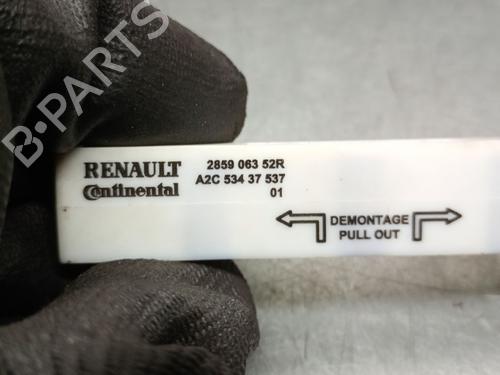 B-PARTS
RENAULT
Continental
2859 063 52R
A2C 534 37 537
01
DEMONTAGE
PULL OUT